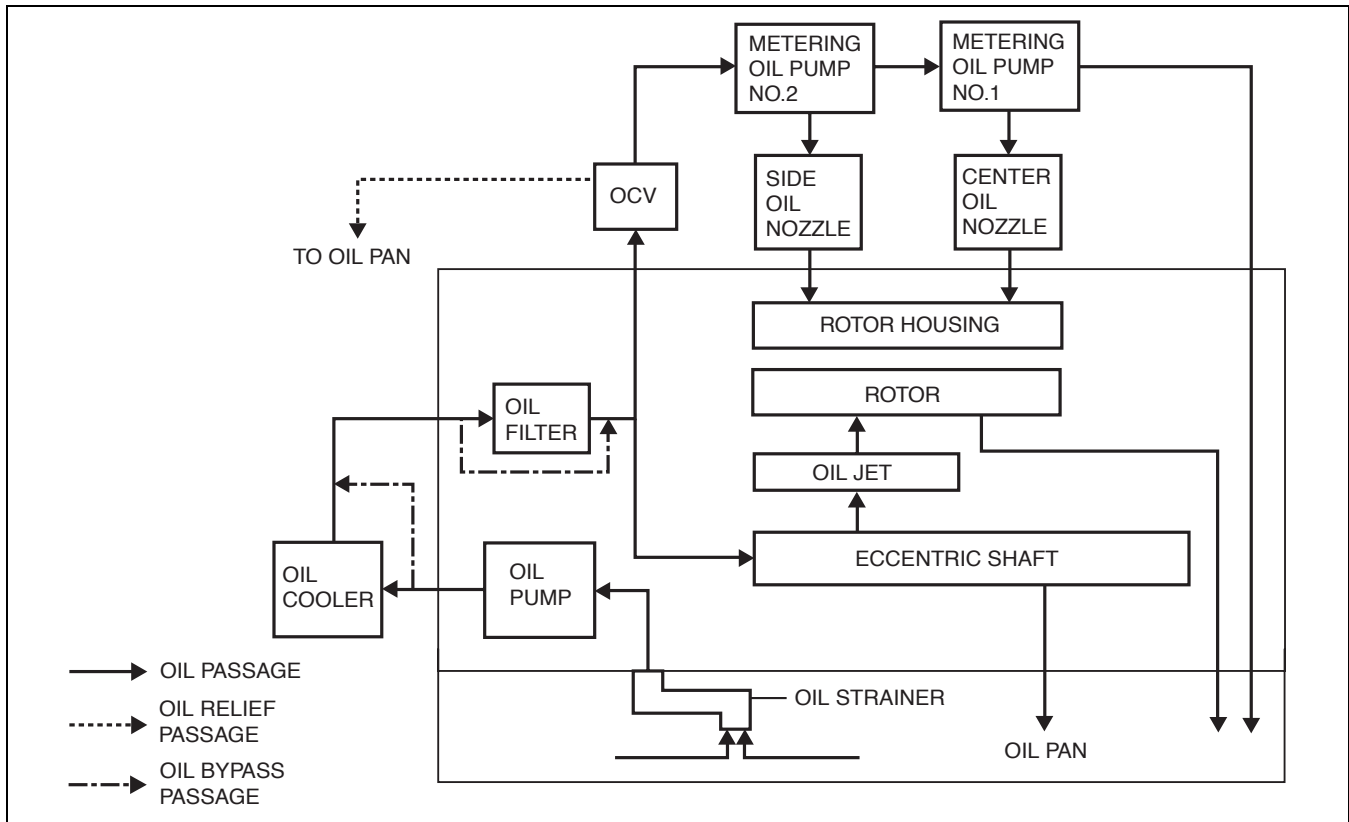 METERING
OIL PUMP
NO.2
METERING
OIL PUMP
NO.1
SIDE
OIL
NOZZLE
CENTER
OIL
NOZZLE
OCV
TO OIL PAN
ROTOR HOUSING
ROTOR
OIL
FILTER
OIL JET
ECCENTRIC SHAFT
OIL
COOLER
OIL
PUMP
OIL PASSAGE
OIL STRAINER
OIL RELIEF
PASSAGE
OIL PAN
OIL BYPASS
PASSAGE